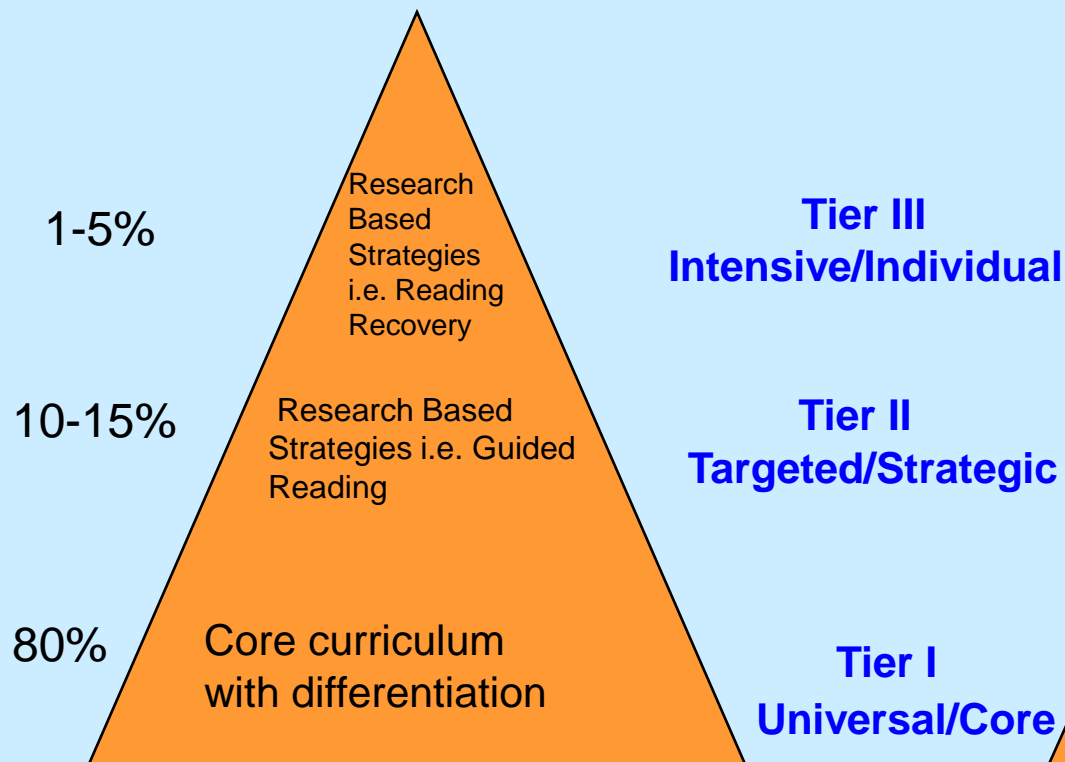 1-5%
Research
Based
Strategies
i.e. Reading
Recovery
Tier III
Intensive/Individual
10-15%
Research Based
Strategies i.e. Guided
Reading
Tier II
Targeted/Strategic
80%
Core curriculum
with differentiation
Tier I
Universal/Core